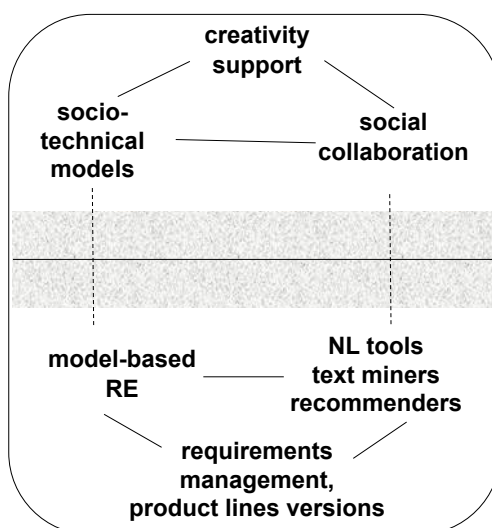 creativity
support
socio-
technical
models
social
collaboration
model-based
RE
NL tools
text miners
recommenders
requirements
management,
product lines versions